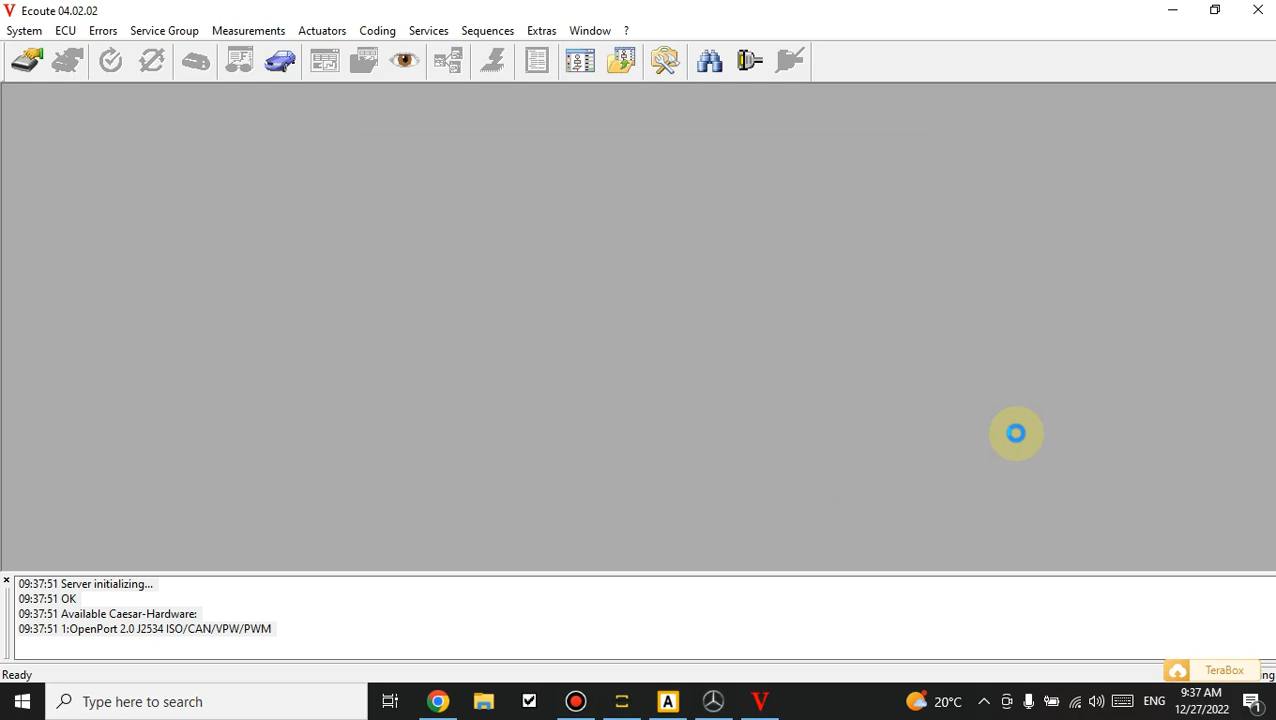 Ecoute 04.02.02
System ECU Errors Service Group Measurements Actuators Coding Services Sequences Extras Window ?
09:37:51 Server initializing...
09:37:51 OK
09:37:51 Available Caesar-Hardware:
09:37:51 1:OpenPort 2.0 J2534 ISO/CAN/VPW/PWM
Ready
TeraBox
Type here to search
A
20°C
ENG
9:37 AM
12/27/2022
1